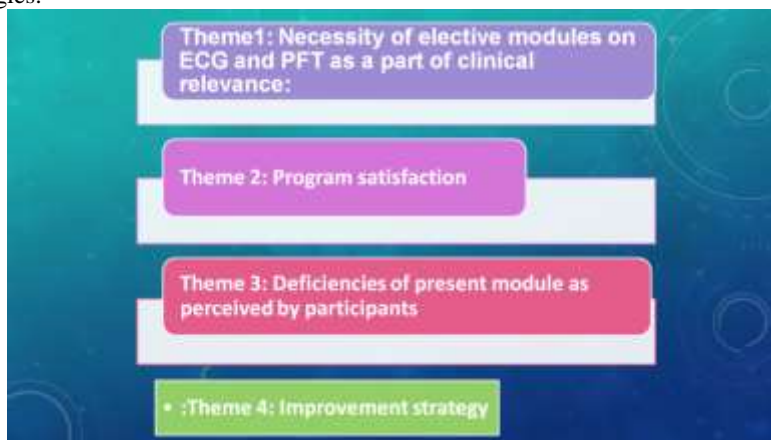 Theme1: Necessity of elective modules on
ECG and PFT as a part of clinical
relevance:
Theme 2: Program satisfaction
Theme 3: Deficiencies of present module as
perceived by participants
• :Theme 4: Improvement strategy